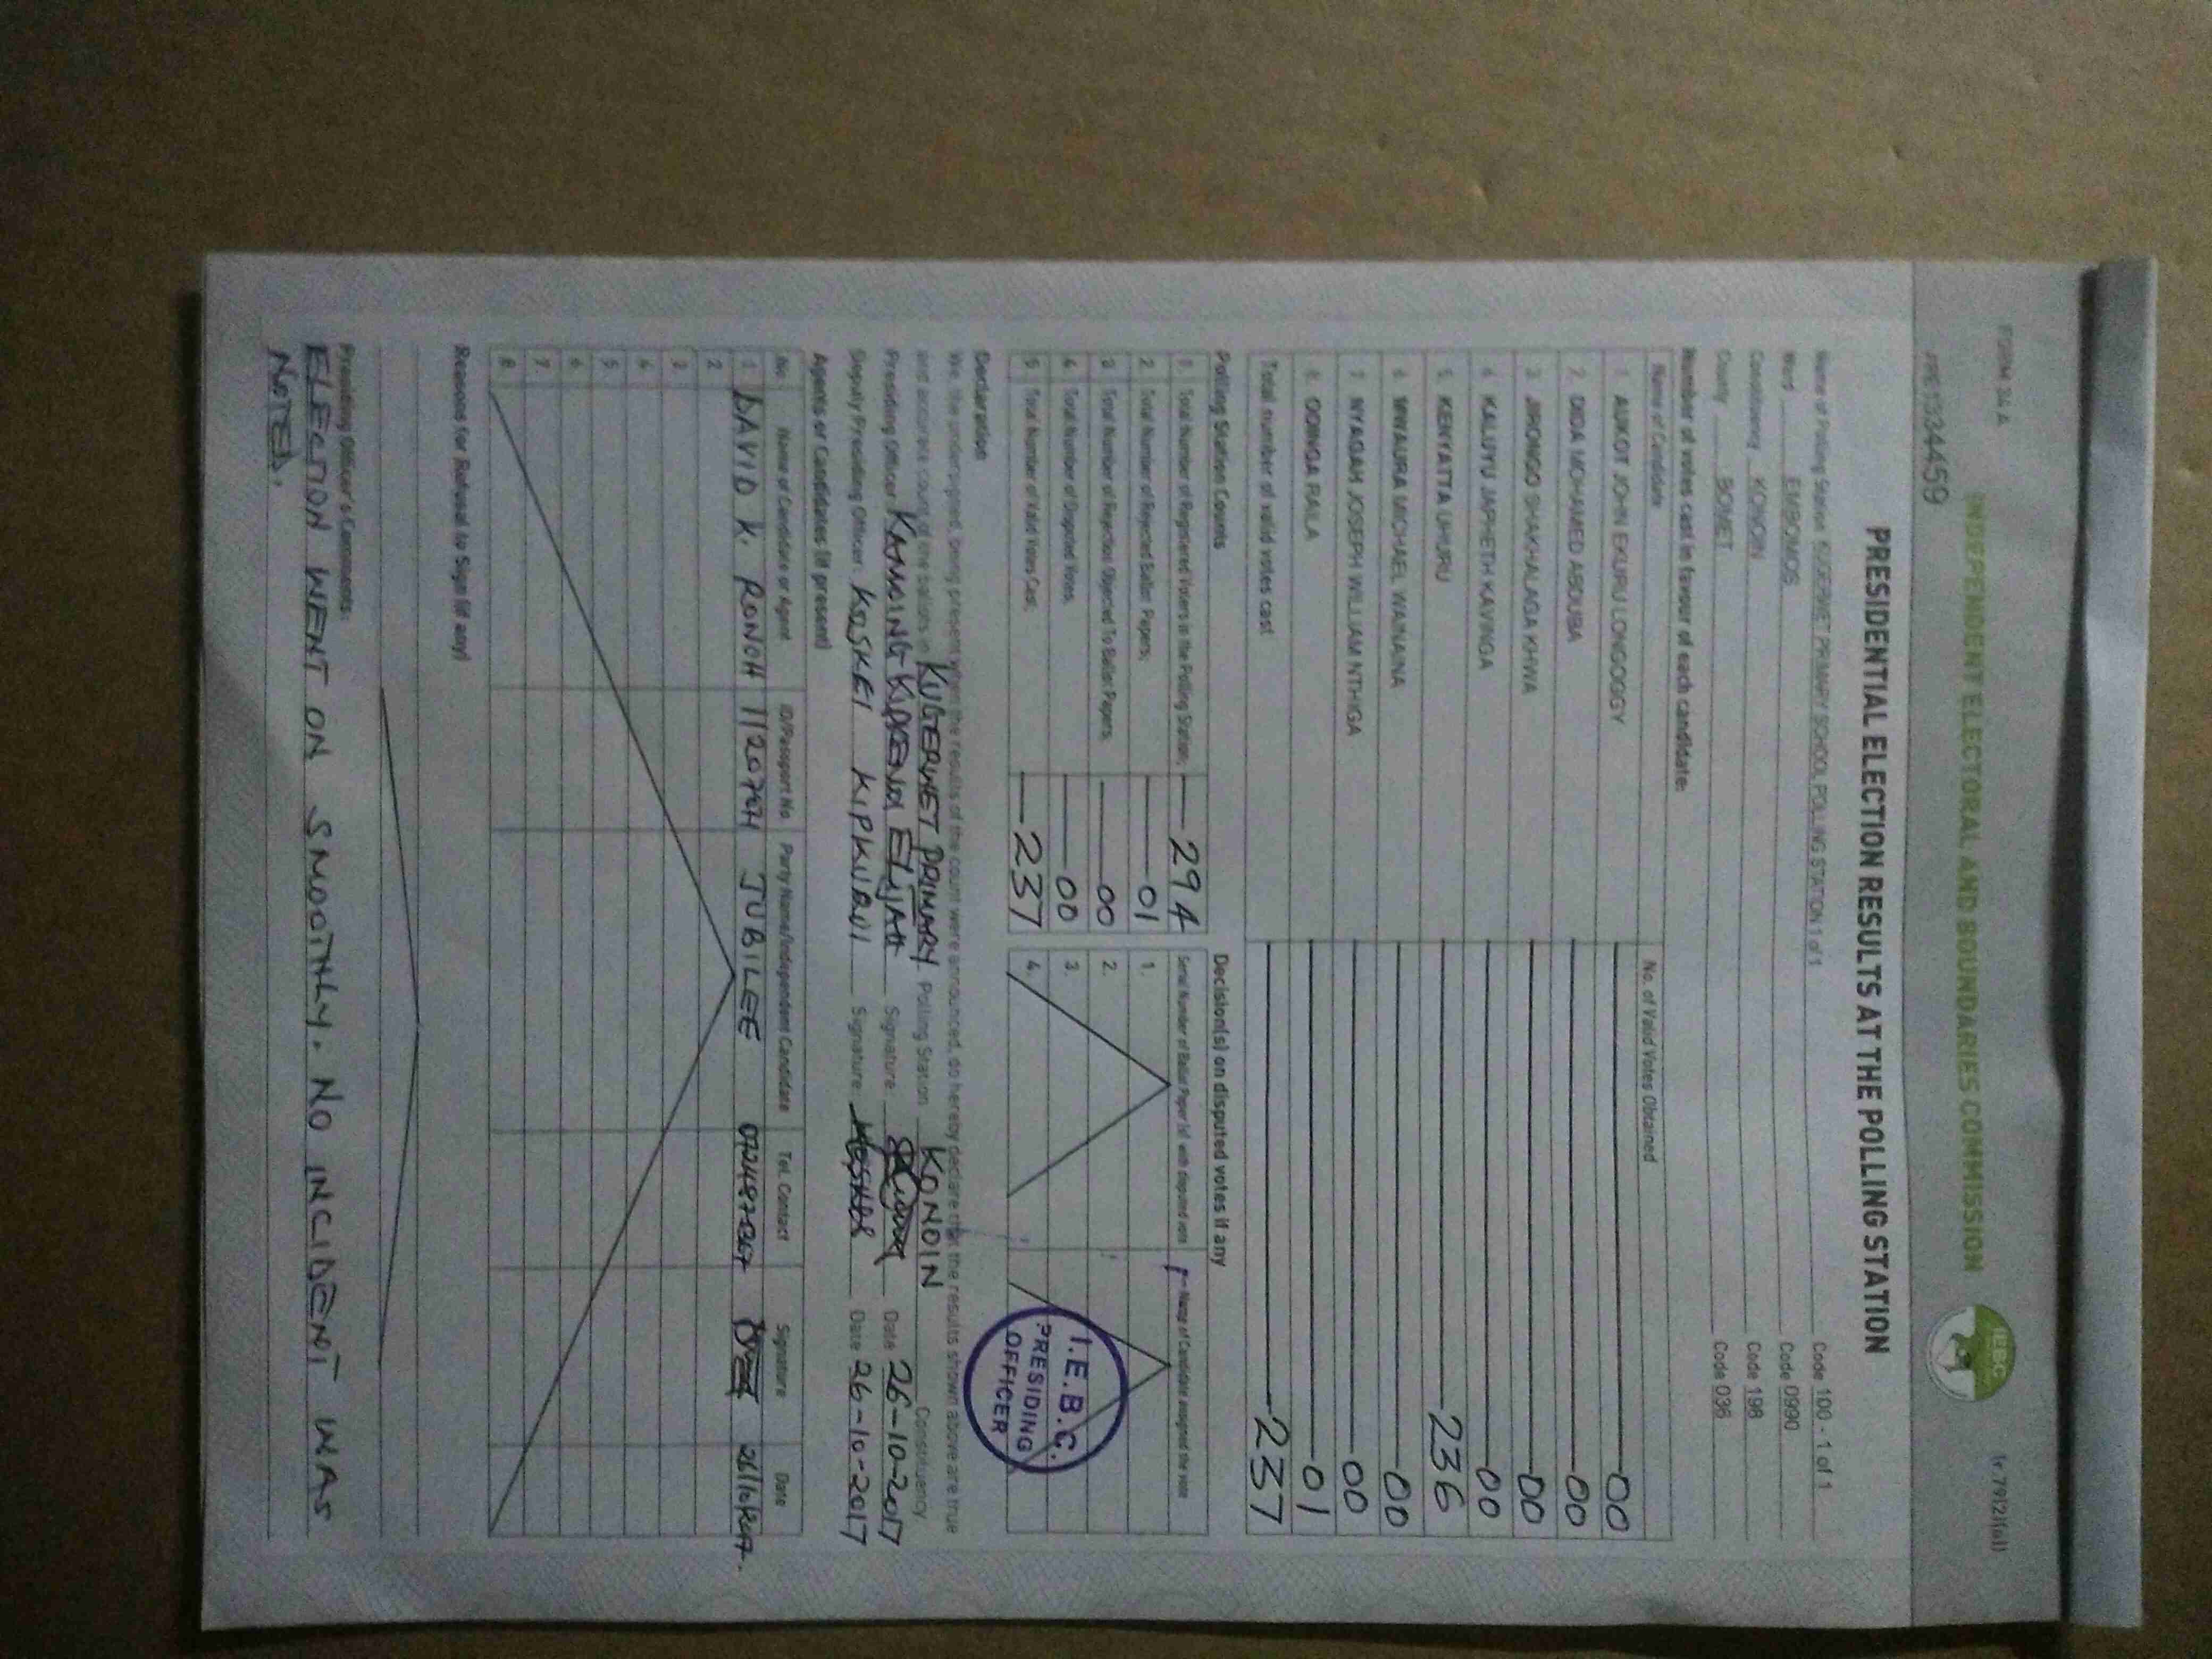 FORM 34 A
r. 79(2)(a)
INDEPENDENT ELECTORAL AND BOUNDARIES COMMISSION
IEBC
PRE1334459
PRESIDENTIAL ELECTION RESULTS AT THE POLLING STATION
Name of Polling Station KUGERWET PRIMARY SCHOOL POLLING STATION 1 of 1 Code 100 - 1 of 1
Ward EMBOMOS Code 0990
Constituency KONOIN Code 198
County BOMET Code 036
Number of votes cast in favour of each candidate:
Name of Candidate No. of Valid Votes Obtained
1 AUKOT JOHN EKURU LONGOGGY 00
2. DIDA MOHAMED ABDUBA 00
3 JIRONGO SHAKHALAGA KHWA 00
4 KALUYU JAPHETH KAVINGA 00
5 KENYATTA UHURU 236
6 MWAURA MICHAEL WAINAINA 00
7 NYAGAH JOSEPH WILLIAM NTHIGA 00
8 ODINGA RAILA 01
Total number of valid votes cast 237
Polling Station Counts Decision(s) on disputed votes if any
1. Total Number of Registered Voters in the Polling Station; 294 Serial Number of Ballot Paper (s) with disputed vote Name of Candidate assigned the vote
2. Total Number of Rejected Ballot Papers; 01 1.
3 Total Number of Rejection Objected To Ballot Papers; 00 2.
4 Total Number of Disputed Votes; 00 3.
5 Total Number of Valid Votes Cast; 237 4.
Declaration
We, the undersigned, being present when the results of the count were announced, do hereby declare that the results shown above are true
and accurate count of the ballots in KUGERWET PRIMARY Polling Station KONOIN Constituency
Presiding Officer ELIJAH Signature: Date 26-10-2017
Deputy Presiding Officer. KOSKEI KIPKURUI Signature: Date 26-10-2017
I.E.B.C.
PRESIDING
OFFICER
Agents or Candidates (if present)
No. Name of Candidate or Agent ID/Passport No Party Name/Independent Candidate Tel. Contact Signature Date
1 DAVID K. RONOH JUBILEE 26/10/2017
2
3
4
5
6
7
8
Reasons for Refusal to Sign (if any)
Presiding Officer's Comments:
ELECTION WENT ON SMOOTHLY. NO INCIDENT WAS
NOTED.